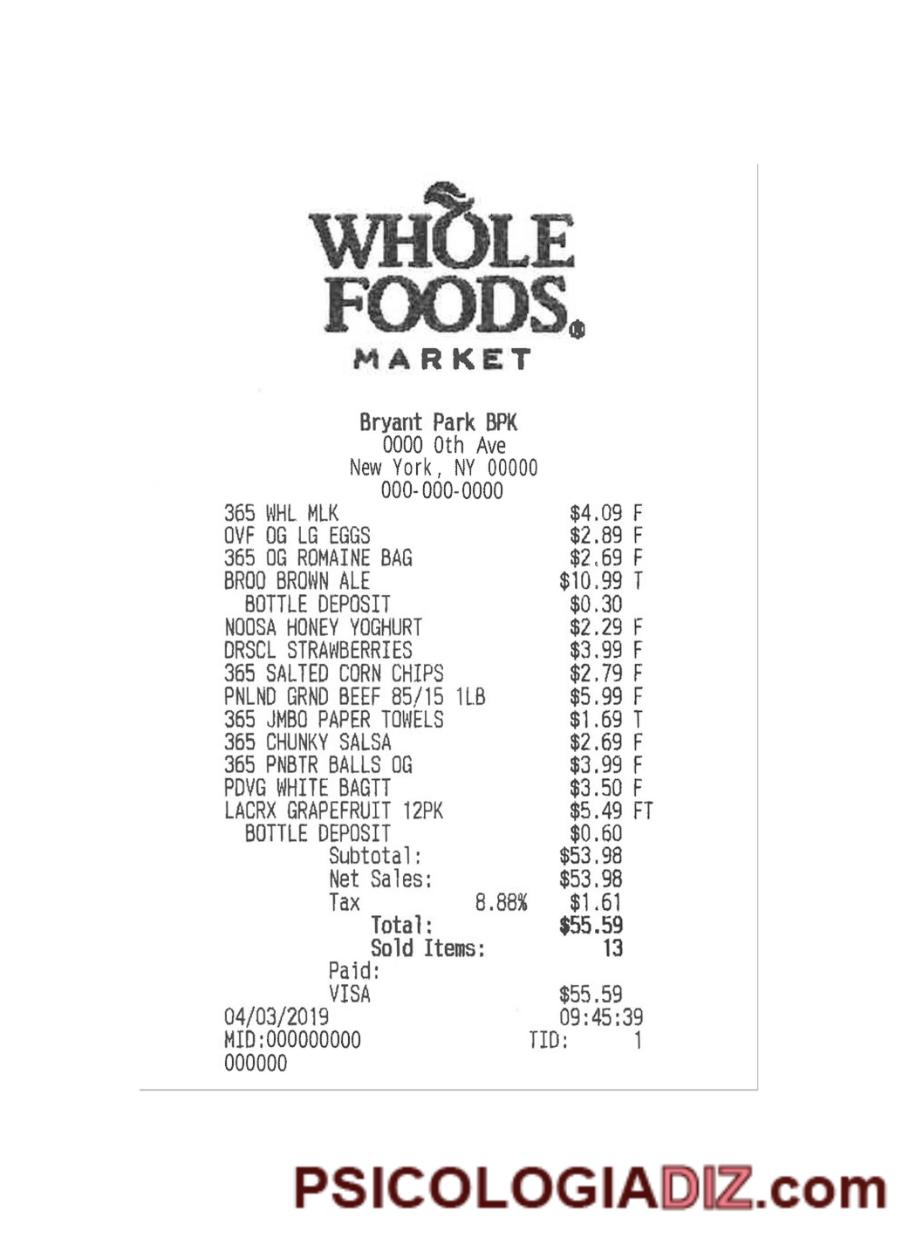 WHOLE
FOODS®
MARKET
Bryant Park BPK
0000 0th Ave
New York, NY 00000
000-000-0000
365 WHL MLK $4.09 F
OVF OG LG EGGS $2.89 F
365 OG ROMAINE BAG $2.69 F
BROO BROWN ALE $10.99 T
BOTTLE DEPOSIT $0.30
NOOSA HONEY YOGHURT $2.29 F
DRSCL STRAWBERRIES $3.99 F
365 SALTED CORN CHIPS $2.79 F
PNLND GRND BEEF 85/15 1LB $5.99 F
365 JMBO PAPER TOWELS $1.69 T
365 CHUNKY SALSA $2.69 F
365 PNBTR BALLS OG $3.99 F
PDVG WHITE BAGTT $3.50 F
LACRX GRAPEFRUIT 12PK $5.49 FT
BOTTLE DEPOSIT $0.60
Subtotal: $53.98
Net Sales: $53.98
Tax 8.88% $1.61
Total: $55.59
Sold Items: 13
Paid:
VISA $55.59
04/03/2019 09:45:39
MID:000000000 TID: 1
000000
PSICOLOGIADIZ.com